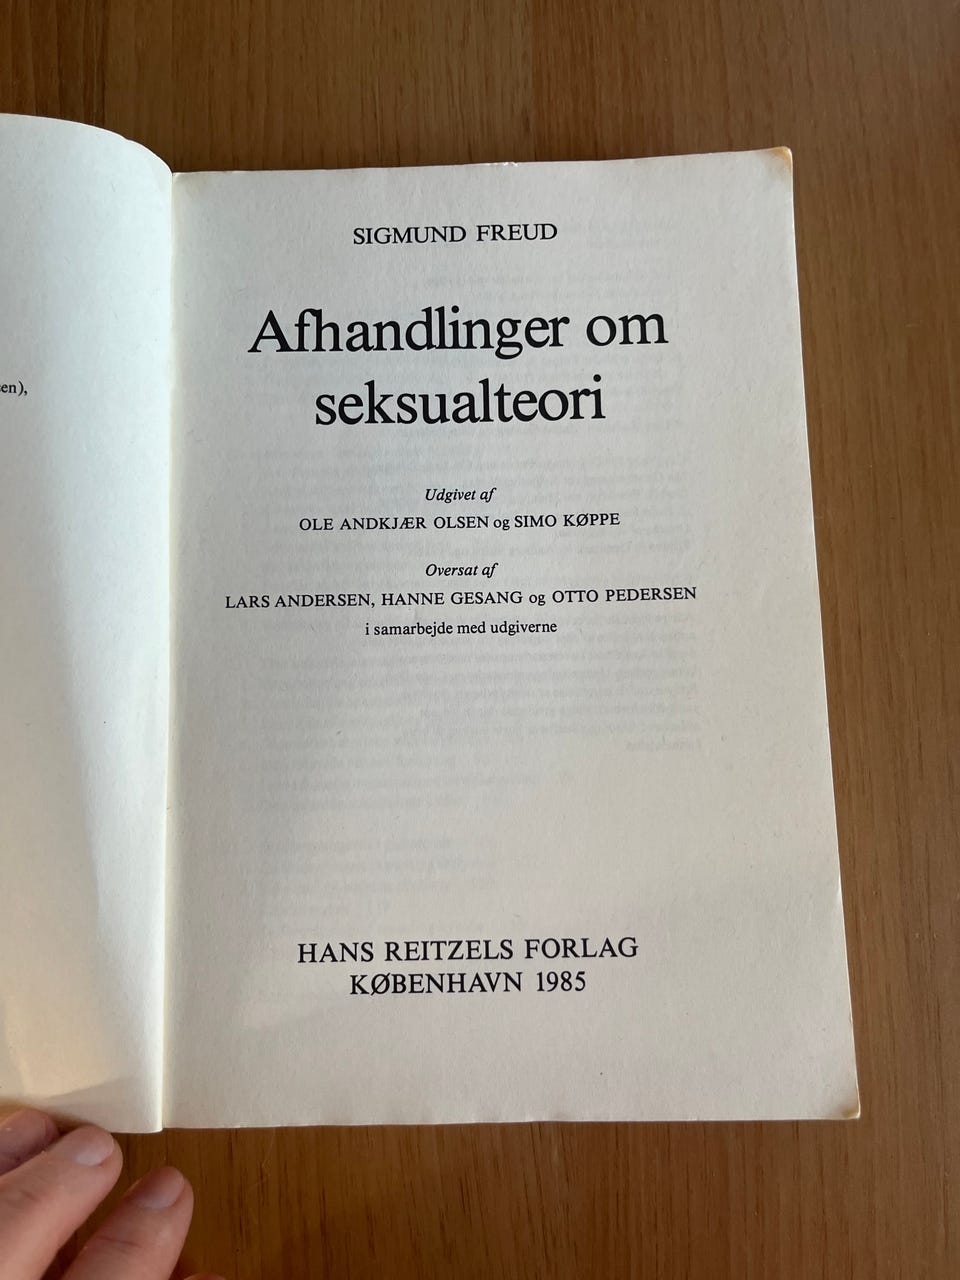 en),
SIGMUND FREUD
Afhandlinger om
seksualteori
Udgivet af
OLE ANDKJÆR OLSEN og SIMO KØPPE
Oversat af
LARS ANDERSEN, HANNE GESANG og OTTO PEDERSEN
i samarbejde med udgiverne
HANS REITZELS FORLAG
KØBENHAVN 1985